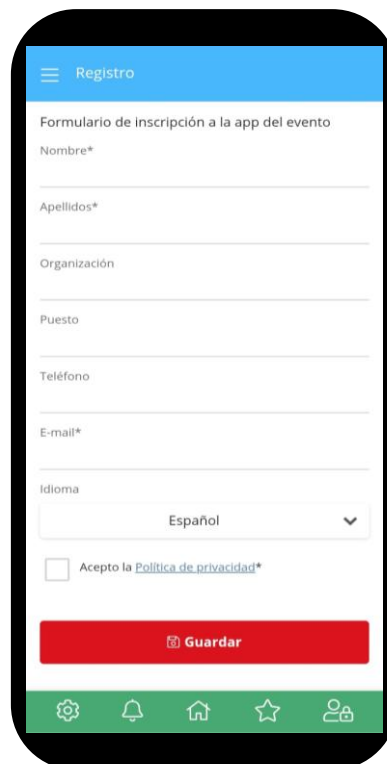 Registro
Formulario de inscripción a la app del evento
Nombre*
Apellidos*
Organización
Puesto
Teléfono
E-mail*
Idioma
Español
Acepto la Política de privacidad*
Guardar